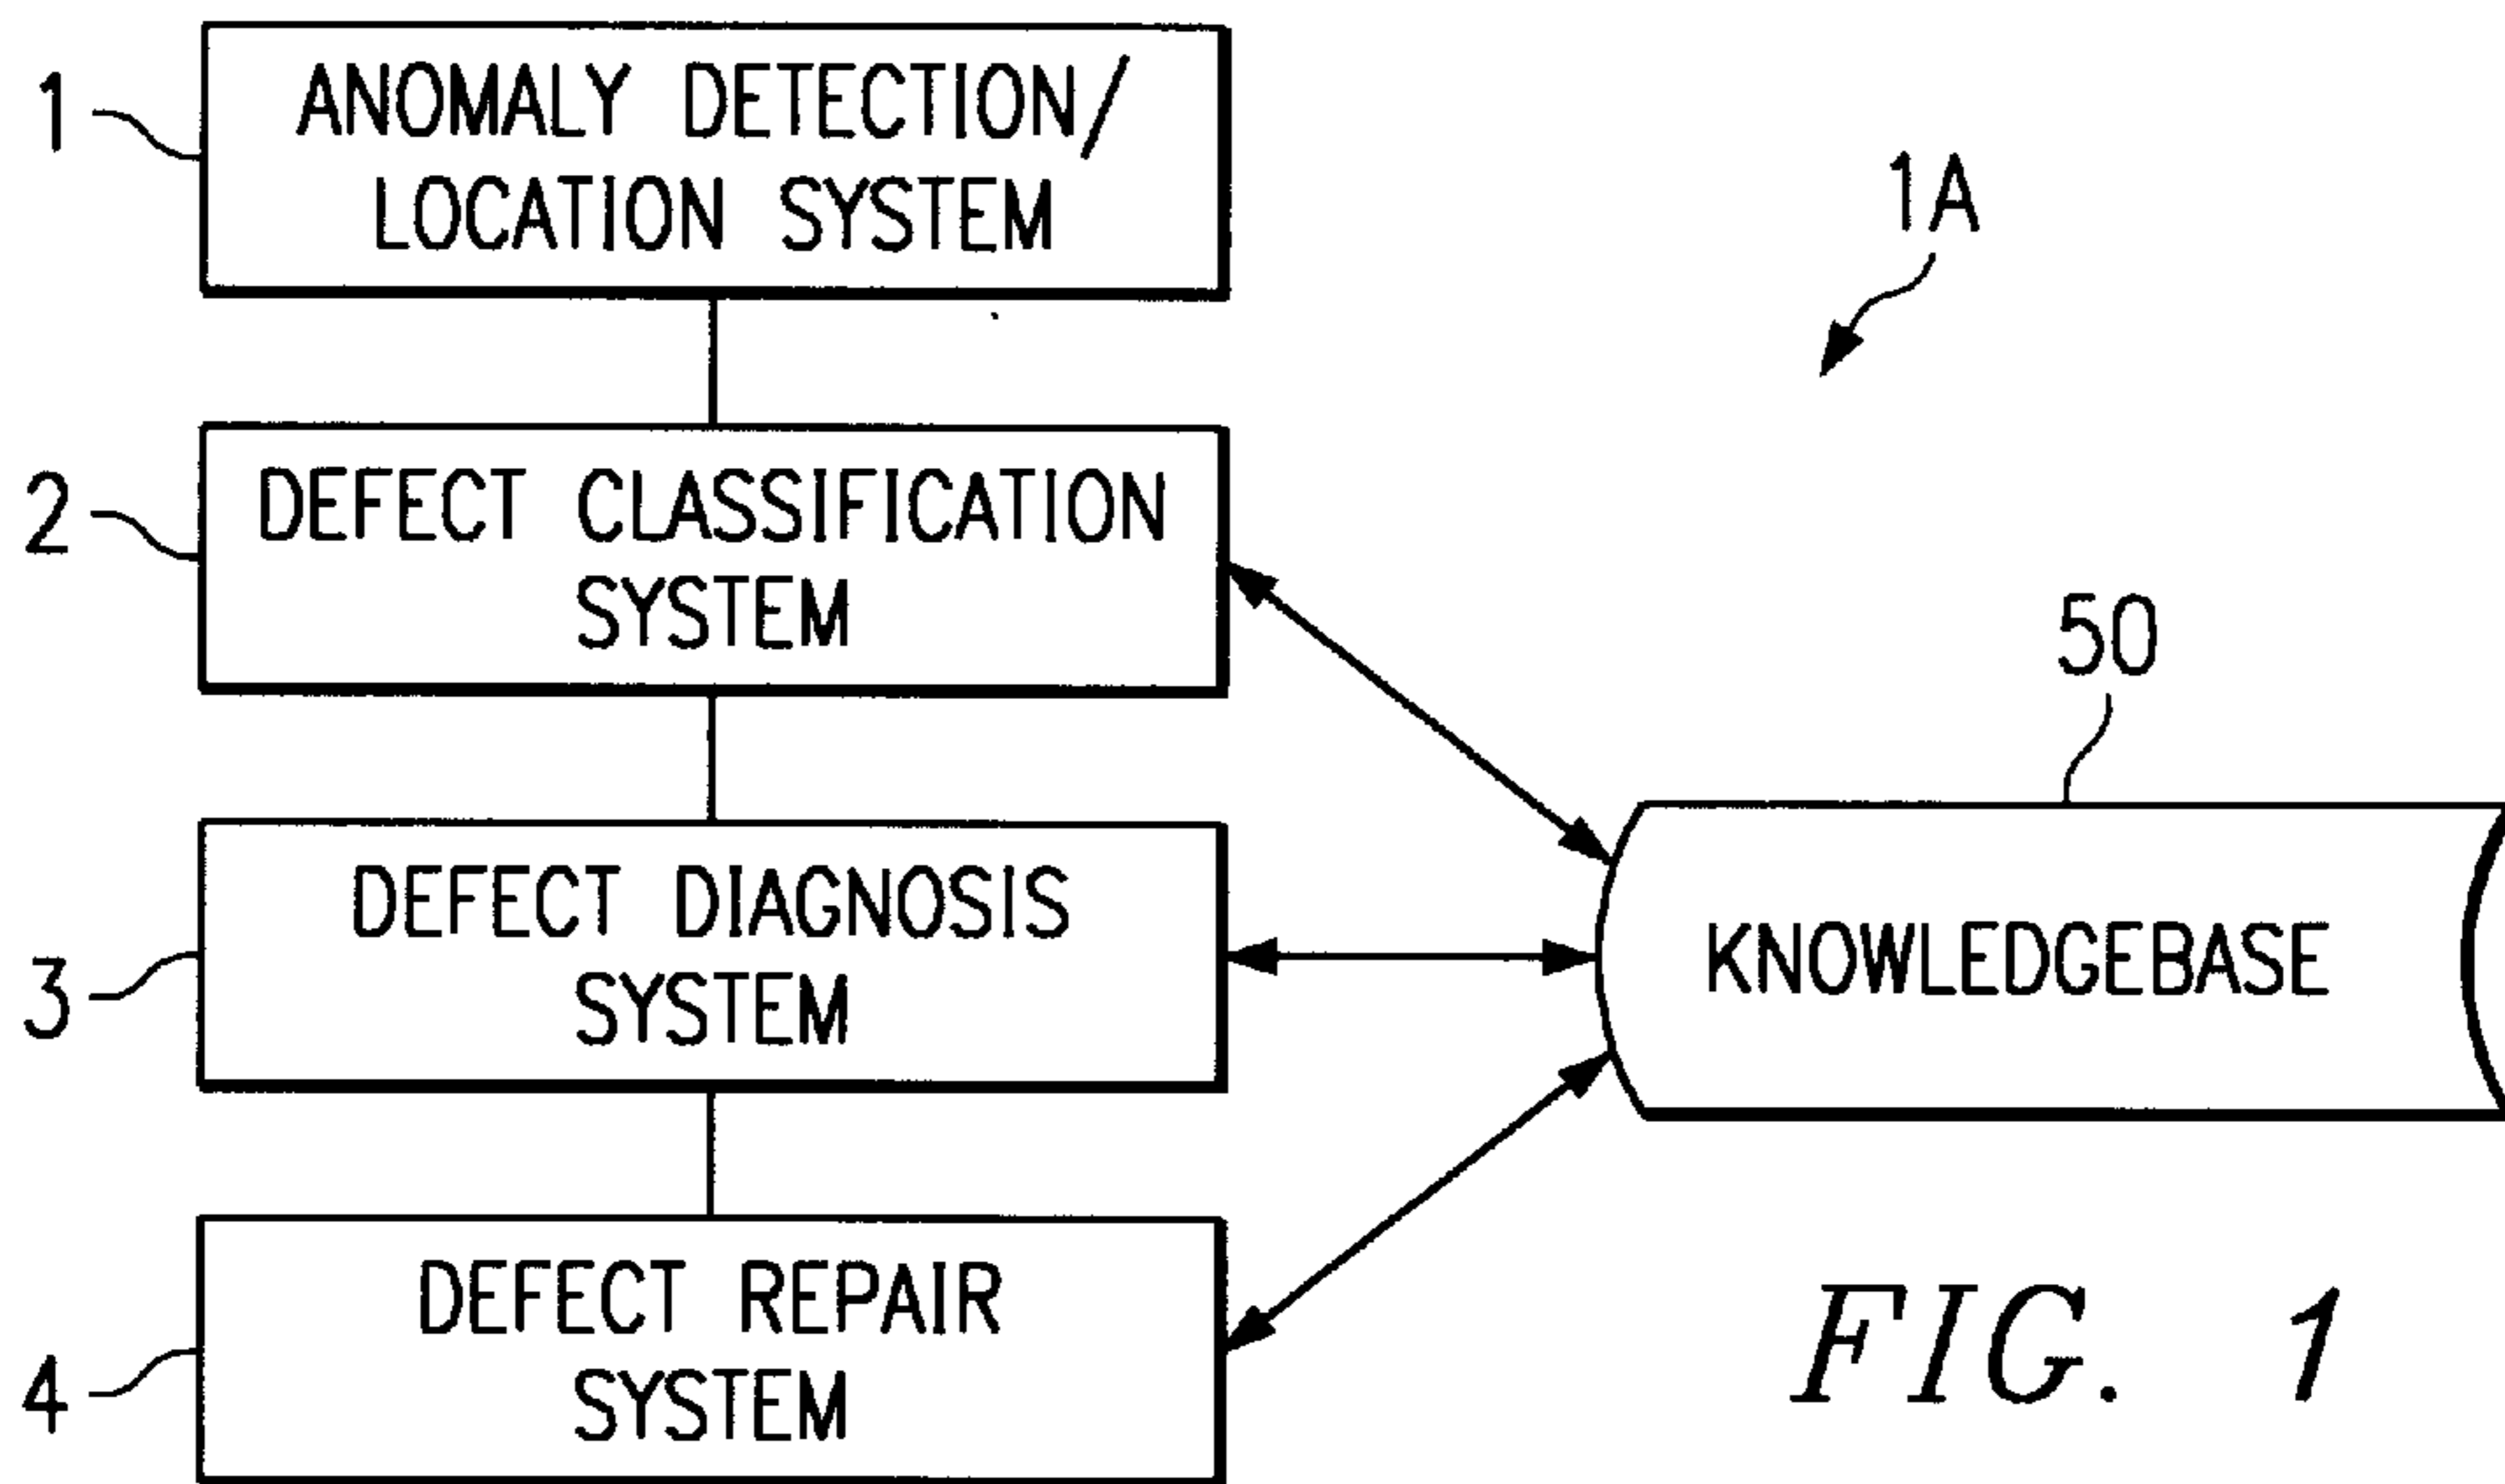 1
ANOMALY DETECTION/
LOCATION SYSTEM
1A
2
DEFECT CLASSIFICATION
SYSTEM
50
3
DEFECT DIAGNOSIS
SYSTEM
KNOWLEDGEBASE
4
DEFECT REPAIR
SYSTEM
FIG. 1